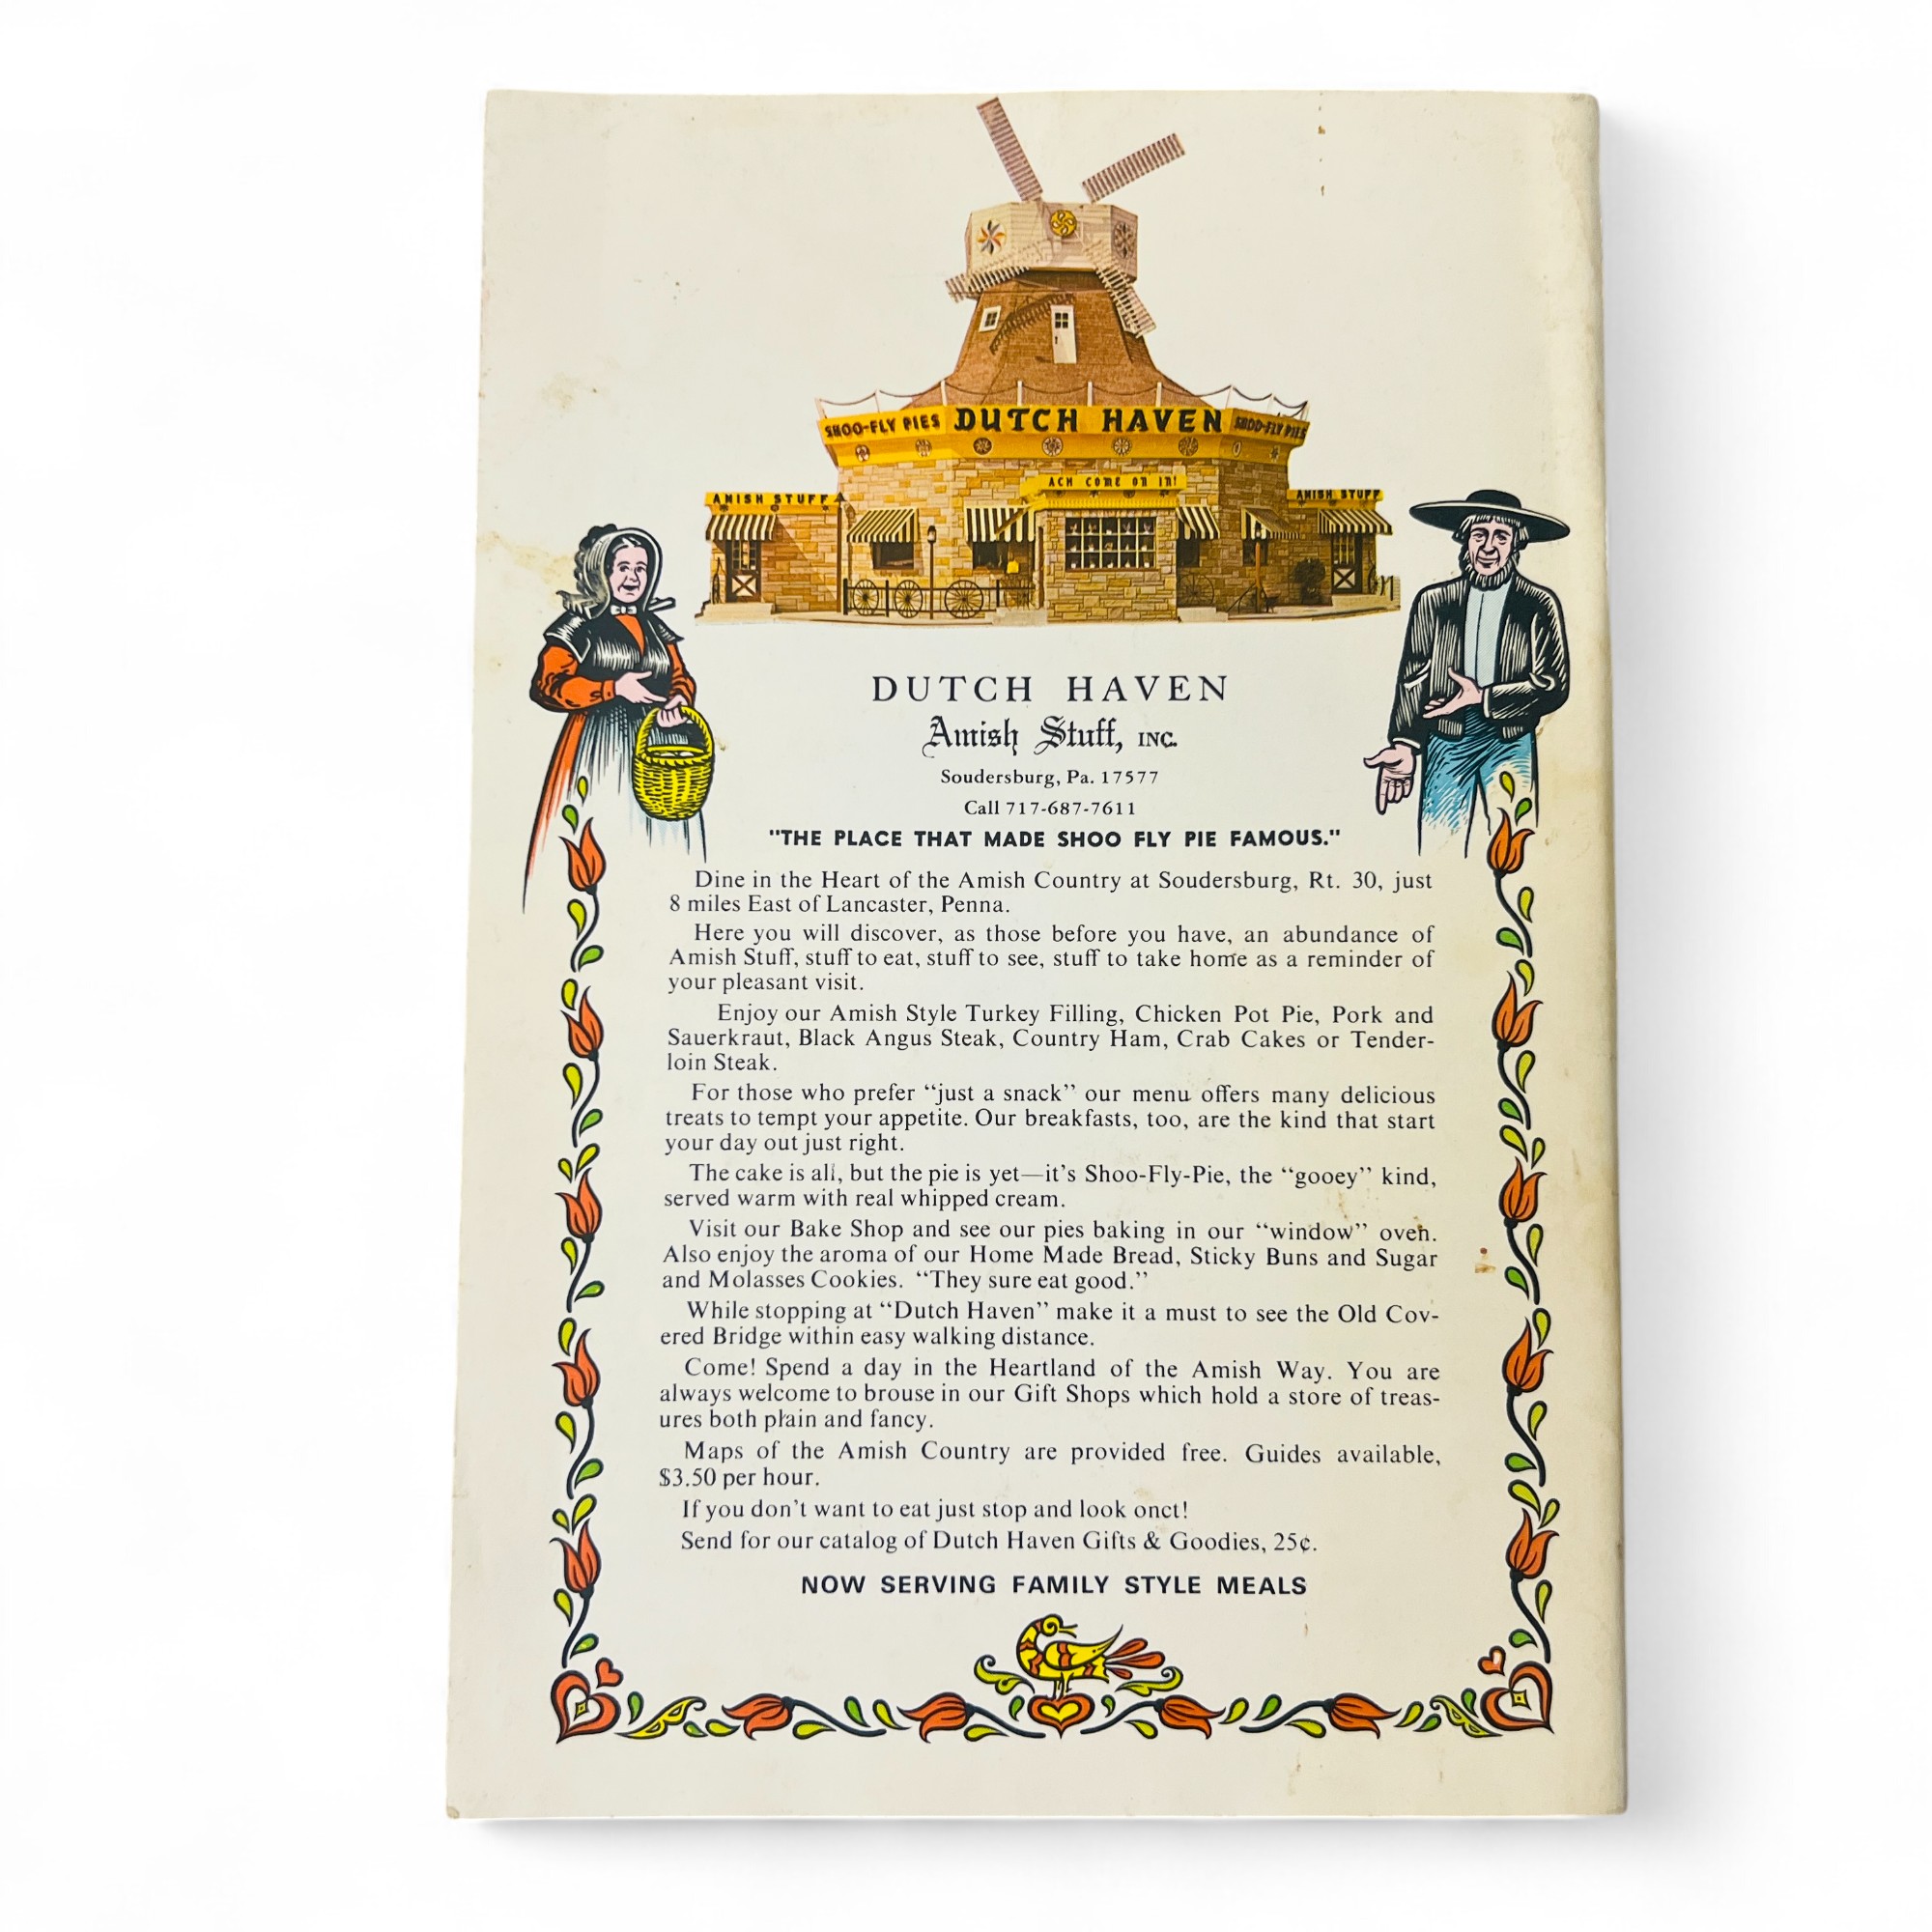 SHOO-FLY PIES DUTCH HAVEN SHOO-FLY PIES
ACH COME ON IN!
AMISH STUFF
AMISH STUFF
DUTCH HAVEN
Amish Stuff, INC.
Soudersburg, Pa. 17577
Call 717-687-7611
"THE PLACE THAT MADE SHOO FLY PIE FAMOUS."
Dine in the Heart of the Amish Country at Soudersburg, Rt. 30, just
8 miles East of Lancaster, Penna.
Here you will discover, as those before you have, an abundance of
Amish Stuff, stuff to eat, stuff to see, stuff to take home as a reminder of
your pleasant visit.
Enjoy our Amish Style Turkey Filling, Chicken Pot Pie, Pork and
Sauerkraut, Black Angus Steak, Country Ham, Crab Cakes or Tender-
loin Steak.
For those who prefer “just a snack” our menu offers many delicious
treats to tempt your appetite. Our breakfasts, too, are the kind that start
your day out just right.
The cake is all, but the pie is yet—it’s Shoo-Fly-Pie, the “gooey” kind,
served warm with real whipped cream.
Visit our Bake Shop and see our pies baking in our “window” oven.
Also enjoy the aroma of our Home Made Bread, Sticky Buns and Sugar
and Molasses Cookies. “They sure eat good.”
While stopping at “Dutch Haven” make it a must to see the Old Cov-
ered Bridge within easy walking distance.
Come! Spend a day in the Heartland of the Amish Way. You are
always welcome to brouse in our Gift Shops which hold a store of treas-
ures both plain and fancy.
Maps of the Amish Country are provided free. Guides available,
$3.50 per hour.
If you don’t want to eat just stop and look onct!
Send for our catalog of Dutch Haven Gifts & Goodies, 25¢.
NOW SERVING FAMILY STYLE MEALS